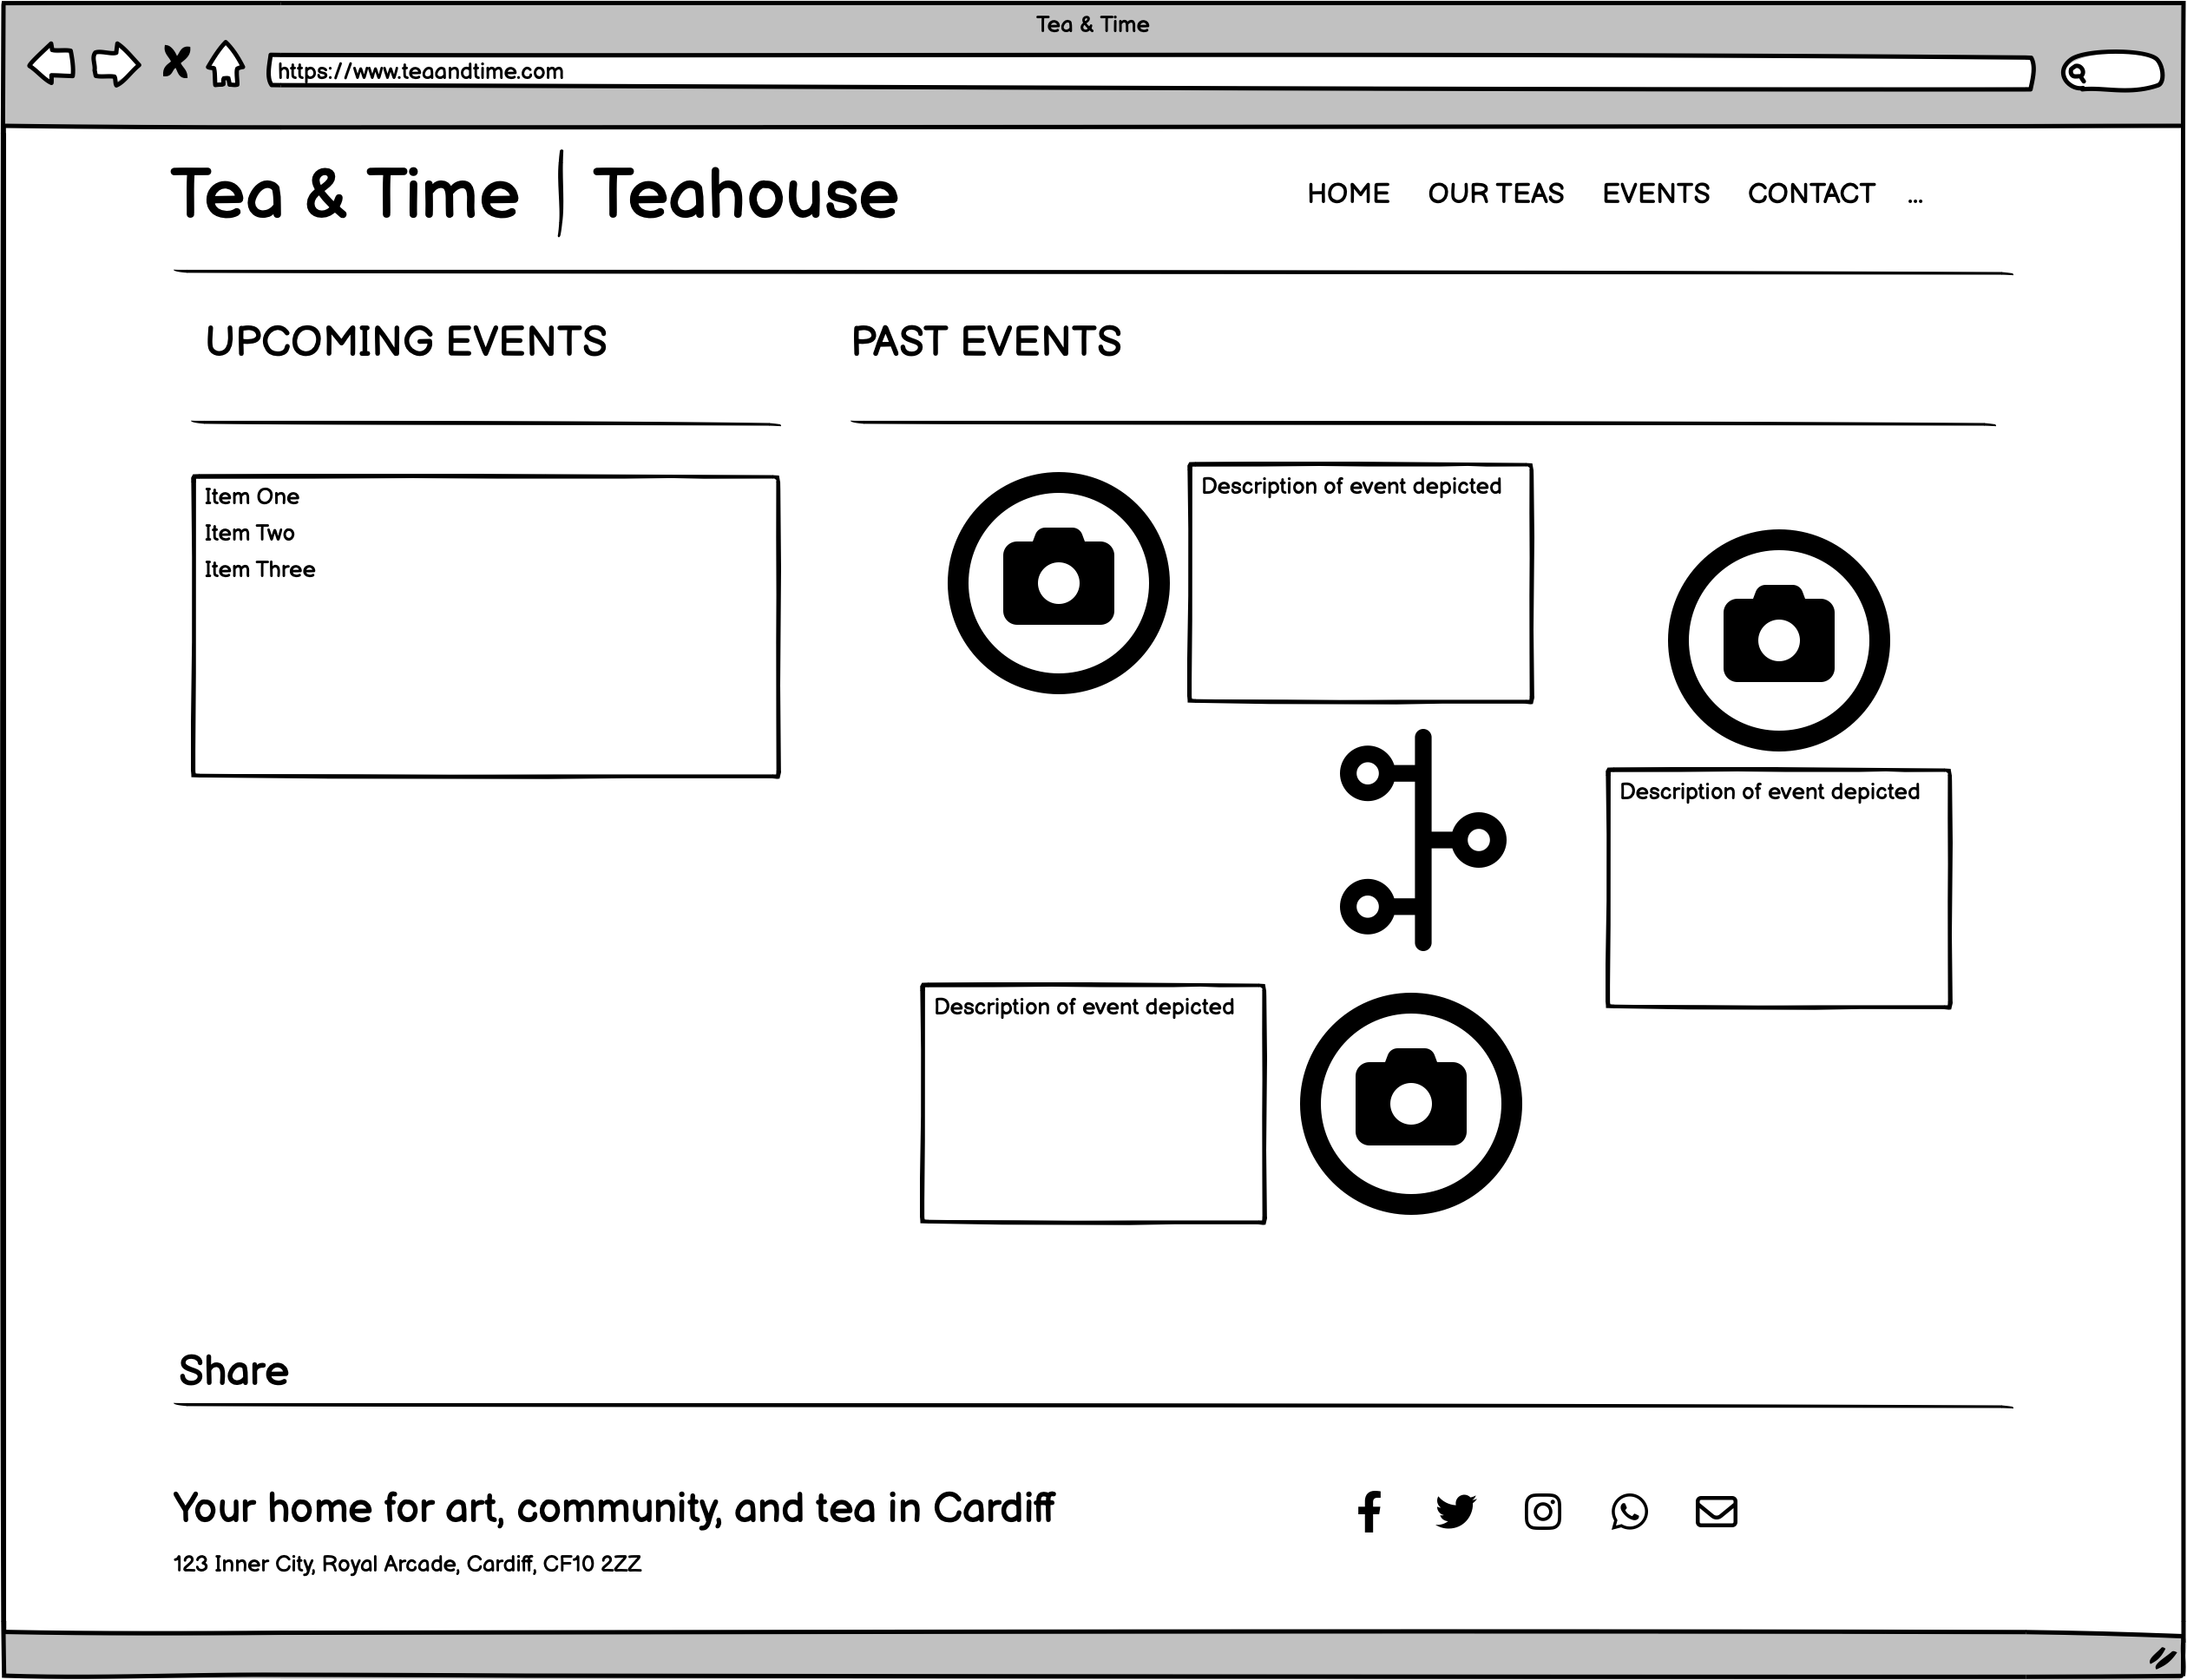 Tea & Time
https://www.teaandtime.com
Tea & Time | Teahouse
HOME OUR TEAS EVENTS CONTACT ...
UPCOMING EVENTS
Item One
Item Two
Item Three
PAST EVENTS
Description of event depicted
Description of event depicted
Description of event depicted
Share
Your home for art, community, and tea in Cardiff
123 Inner City, Royal Arcade, Cardiff, CF10 2ZZ